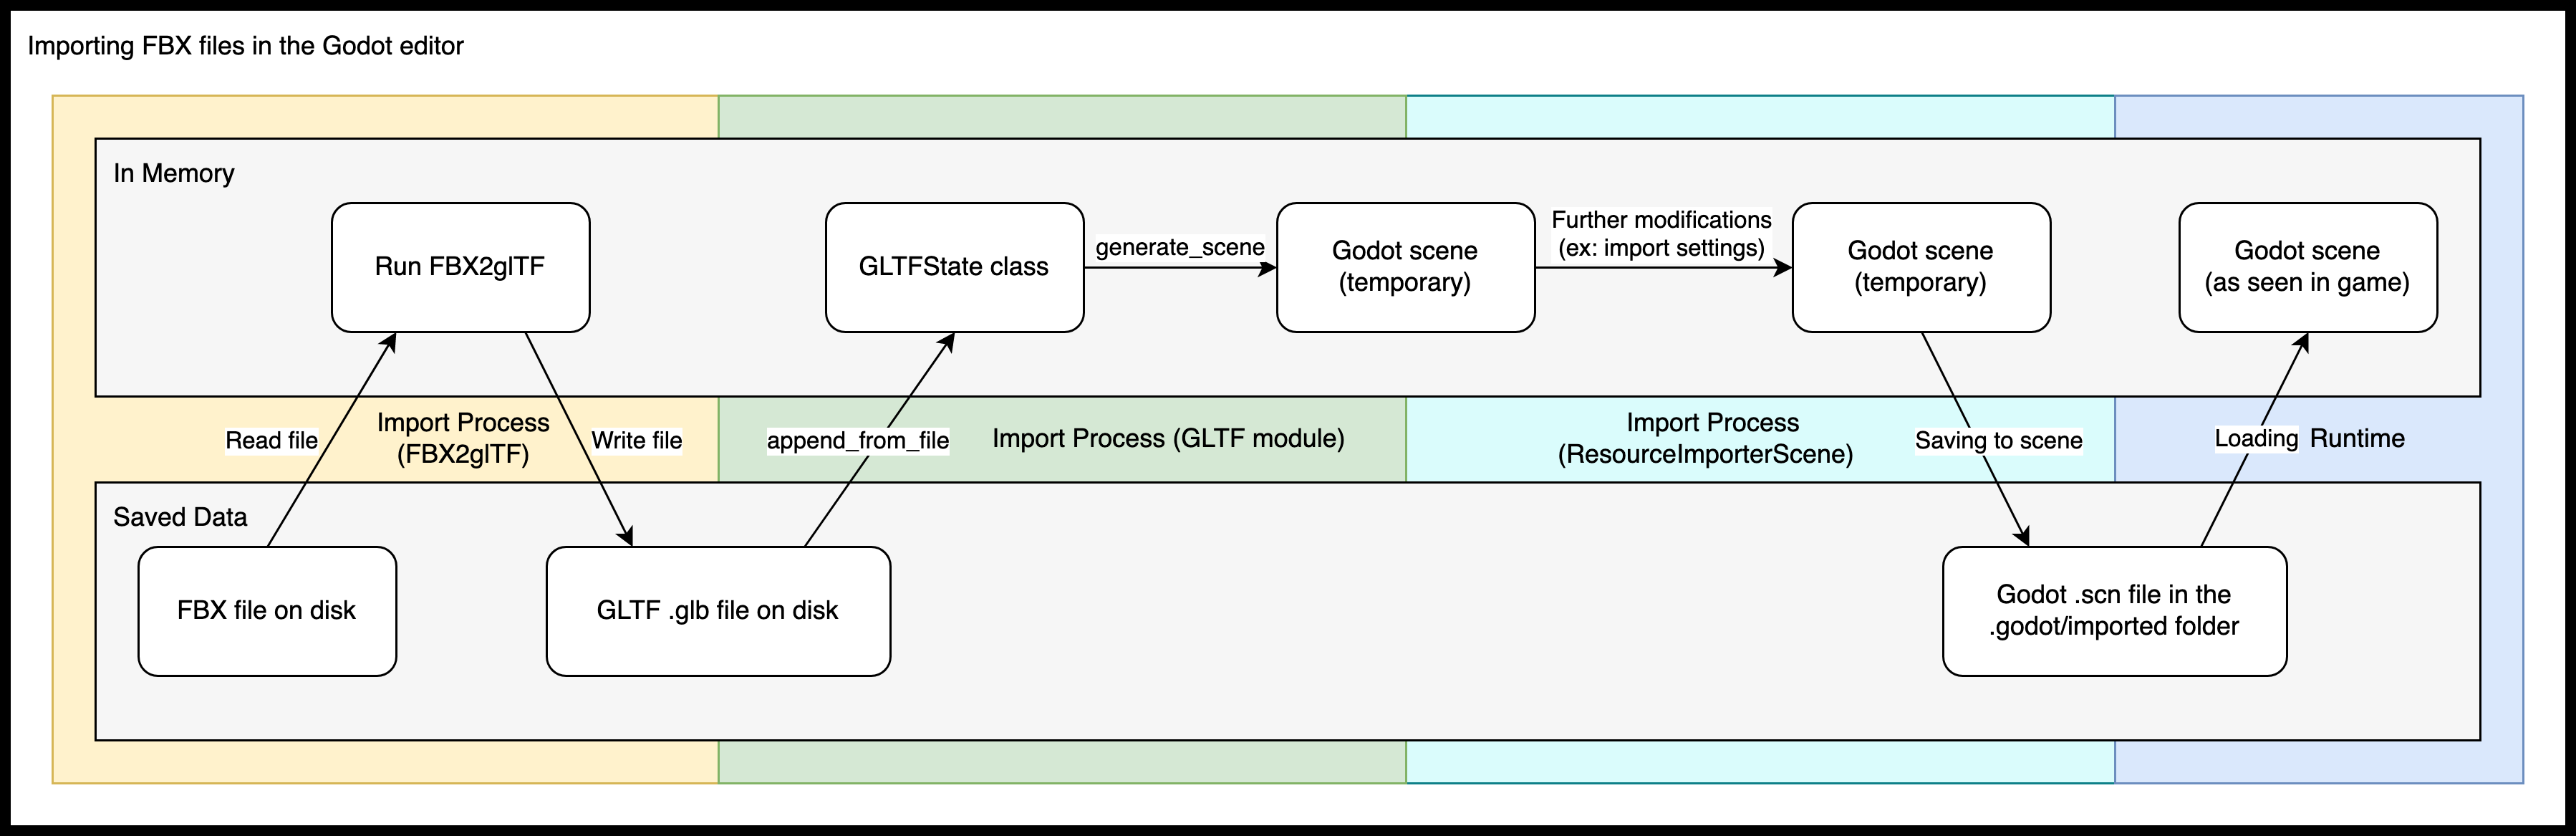 Importing FBX files in the Godot editor
In Memory
Run FBX2glTF
GLTFState class
generate_scene
Godot scene
(temporary)
Further modifications
(ex: import settings)
Godot scene
(temporary)
Godot scene
(as seen in game)
Read file
Import Process
(FBX2glTF)
Write file
append_from_file
Import Process (GLTF module)
Import Process
(ResourceImporterScene)
Saving to scene
Loading
Runtime
Saved Data
FBX file on disk
GLTF .glb file on disk
Godot .scn file in the
.godot/imported folder